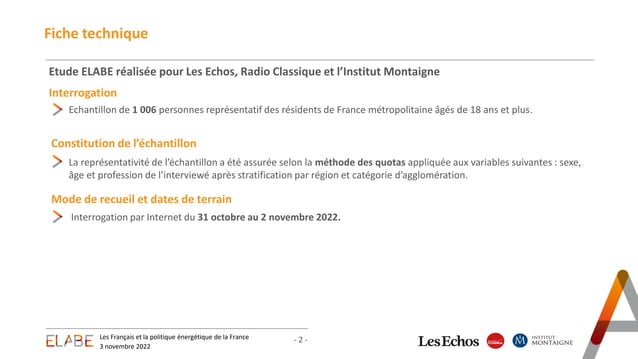 Fiche technique
Etude ELABE réalisée pour Les Echos, Radio Classique et l’Institut Montaigne
Interrogation
Echantillon de 1 006 personnes représentatif des résidents de France métropolitaine âgés de 18 ans et plus.
Constitution de l’échantillon
La représentativité de l’échantillon a été assurée selon la méthode des quotas appliquée aux variables suivantes : sexe,
âge et profession de l’interviewé après stratification par région et catégorie d’agglomération.
Mode de recueil et dates de terrain
Interrogation par Internet du 31 octobre au 2 novembre 2022.
ELABE
Les Français et la politique énergétique de la France
3 novembre 2022
- 2 -
Les Echos
INSTITUT
MONTAIGNE